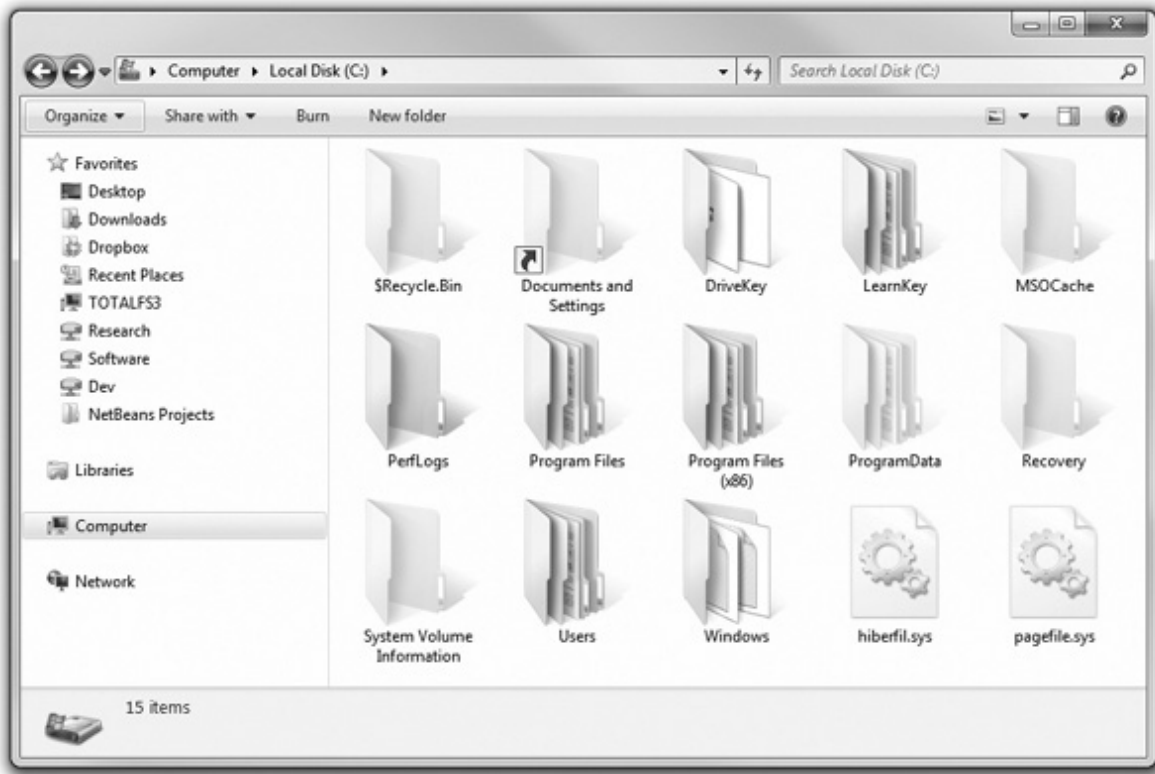 Computer Local Disk (C:)
Search Local Disk (C:)
Organize Share with Burn New folder
Favorites
Desktop
Downloads
Dropbox
Recent Places
TOTALFS3
Research
Software
Dev
NetBeans Projects
Libraries
Computer
Network
$Recycle.Bin
Documents and
Settings
DriveKey
LearnKey
MSOCache
PerfLogs
Program Files
Program Files
(x86)
ProgramData
Recovery
System Volume
Information
Users
Windows
hiberfil.sys
pagefile.sys
15 items